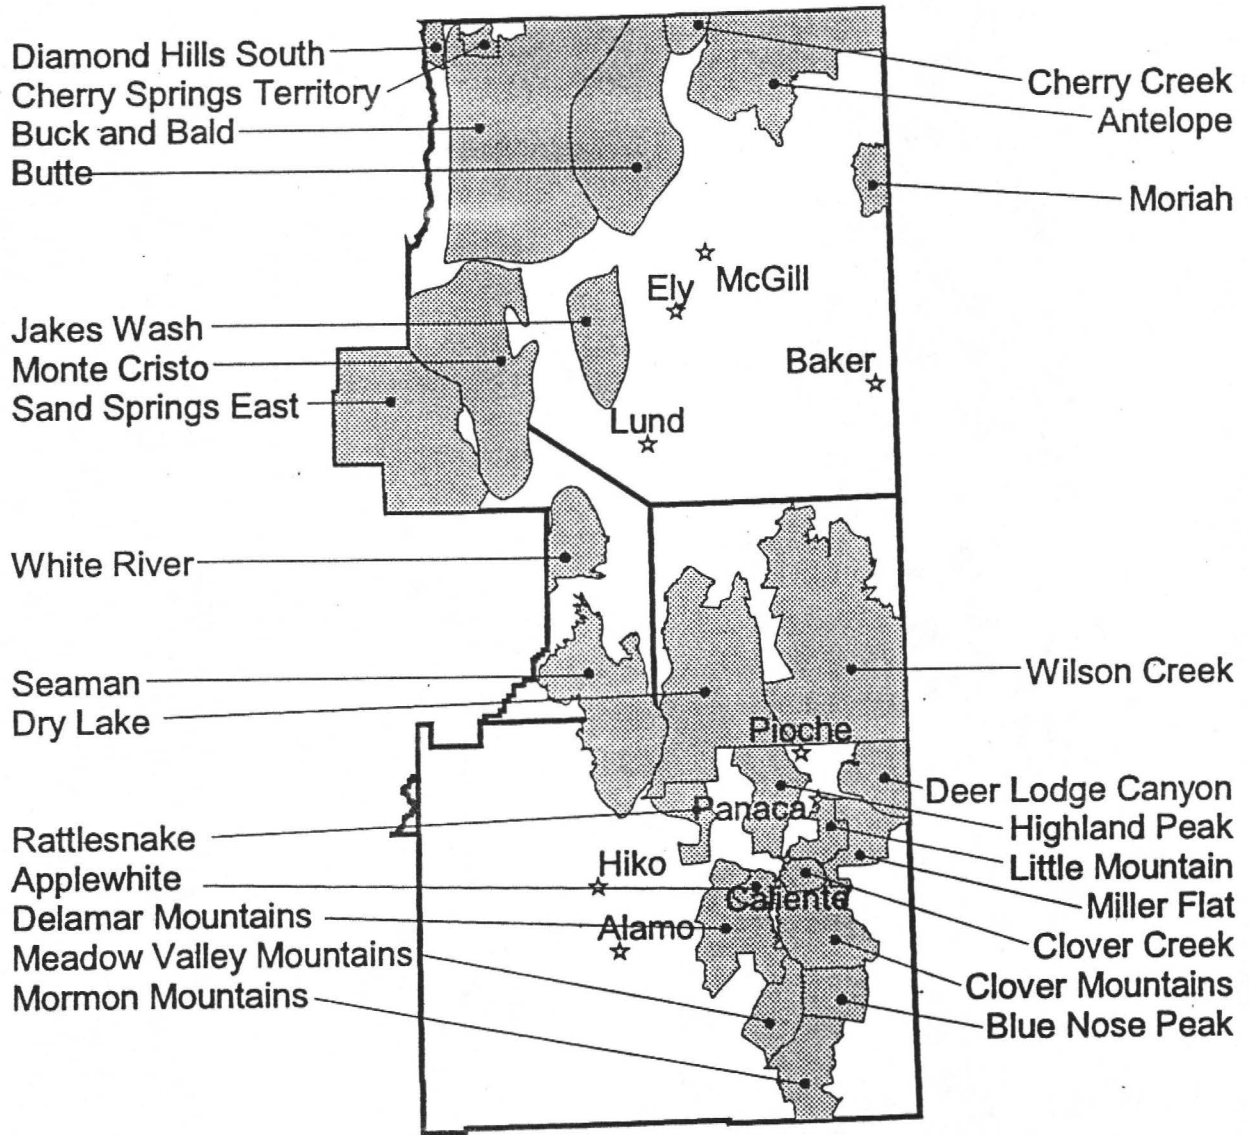 Diamond Hills South
Cherry Springs Territory
Buck and Bald
Butte
Cherry Creek
Antelope
Moriah
McGill
Ely
Jakes Wash
Monte Cristo
Sand Springs East
Baker
Lund
White River
Seaman
Dry Lake
Wilson Creek
Pioche
Deer Lodge Canyon
Panaca
Highland Peak
Rattlesnake
Little Mountain
Hiko
Applewhite
Caliente
Miller Flat
Delamar Mountains
Alamo
Clover Creek
Meadow Valley Mountains
Clover Mountains
Mormon Mountains
Blue Nose Peak